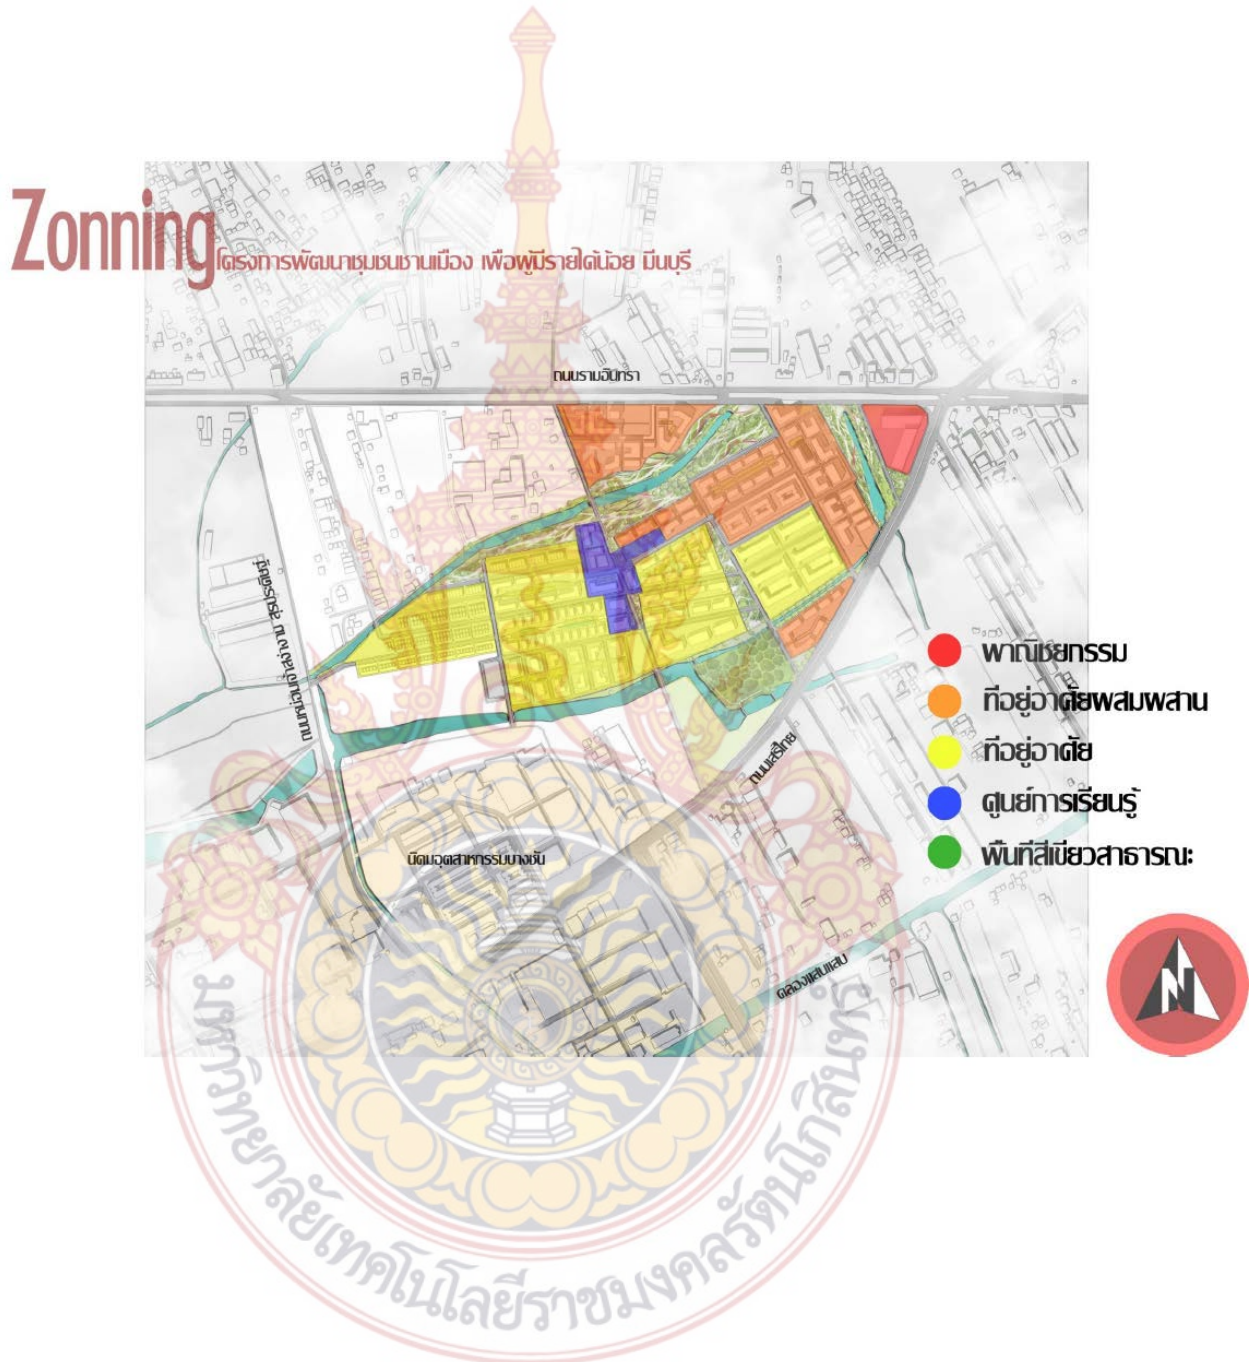 Zonning
โครงการพัฒนาชุมชนชานเมือง เพื่อผู้มีรายได้น้อย มีนบุรี
ถนนรามอินทรา
ถนนเสรีไทย
นิคมอุตสาหกรรมบางชัน
คลองแสนแสบ
พาณิชยกรรม
ที่อยู่อาศัยผสมผสาน
ที่อยู่อาศัย
ศูนย์การเรียนรู้
พื้นที่สีเขียวสาธารณะ
N
มหาวิทยาลัยเทคโนโลยีราชมงคลรัตนโกสินทร์